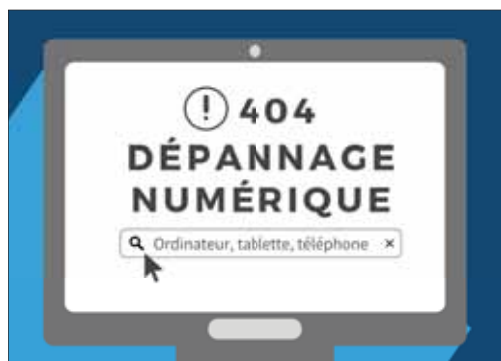 ! 404
DÉPANNAGE
NUMÉRIQUE
Ordinateur, tablette, téléphone ×